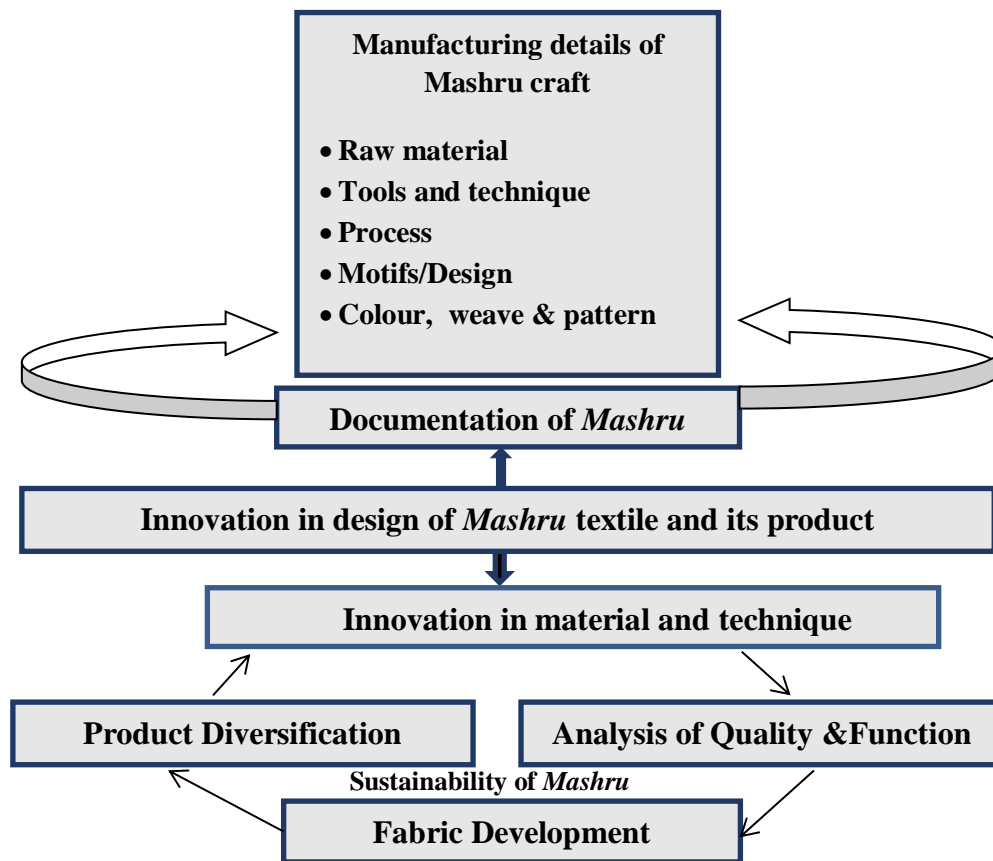 Manufacturing details of
Mashru craft
• Raw material
• Tools and technique
• Process
• Motifs/Design
• Colour, weave & pattern
Documentation of Mashru
Innovation in design of Mashru textile and its product
Innovation in material and technique
Product Diversification
Analysis of Quality &Function
Sustainability of Mashru
Fabric Development